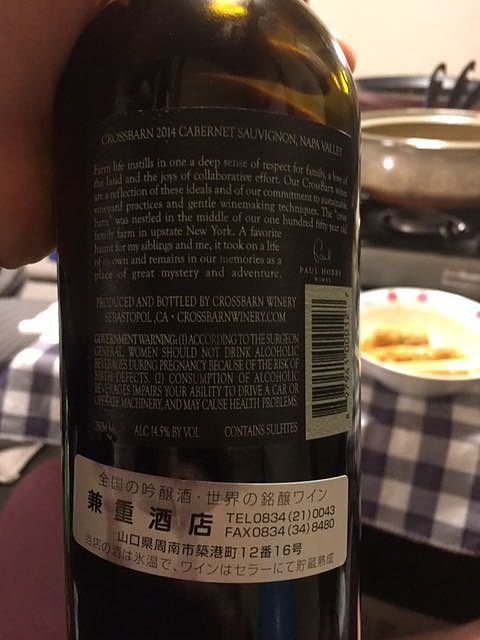 CROSSBARN 2014 CABERNET SAUVIGNON, NAPA VALLEY
Farm life instills in one a deep sense of respect for family, a love of
the land and the joys of collaborative effort. Our CrossBarn wines
are a reflection of these ideals and of our commitment to sustainable
vineyard practices and gentle winemaking techniques. The "cross
barn" was nestled in the middle of our one hundred fifty year old
family farm in upstate New York. A favorite
haunt for my siblings and me, it took on a life
of its own and remains in our memories as a
place of great mystery and adventure.
PAUL HOBBS
WINES
PRODUCED AND BOTTLED BY CROSSBARN WINERY
SEBASTOPOL, CA • CROSSBARNWINERY.COM
GOVERNMENT WARNING: (1) ACCORDING TO THE SURGEON
GENERAL, WOMEN SHOULD NOT DRINK ALCOHOLIC
BEVERAGES DURING PREGNANCY BECAUSE OF THE RISK OF
BIRTH DEFECTS. (2) CONSUMPTION OF ALCOHOLIC
BEVERAGES IMPAIRS YOUR ABILITY TO DRIVE A CAR OR
OPERATE MACHINERY, AND MAY CAUSE HEALTH PROBLEMS.
750ML ALC 14.5% BY VOL CONTAINS SULFITES
全国の吟醸酒・世界の銘醸ワイン
兼重酒店 TEL0834(21)0043
FAX0834(34)8480
山口県周南市築港町12番16号
当店の酒は氷温で、ワインはセラーにて貯蔵熟成